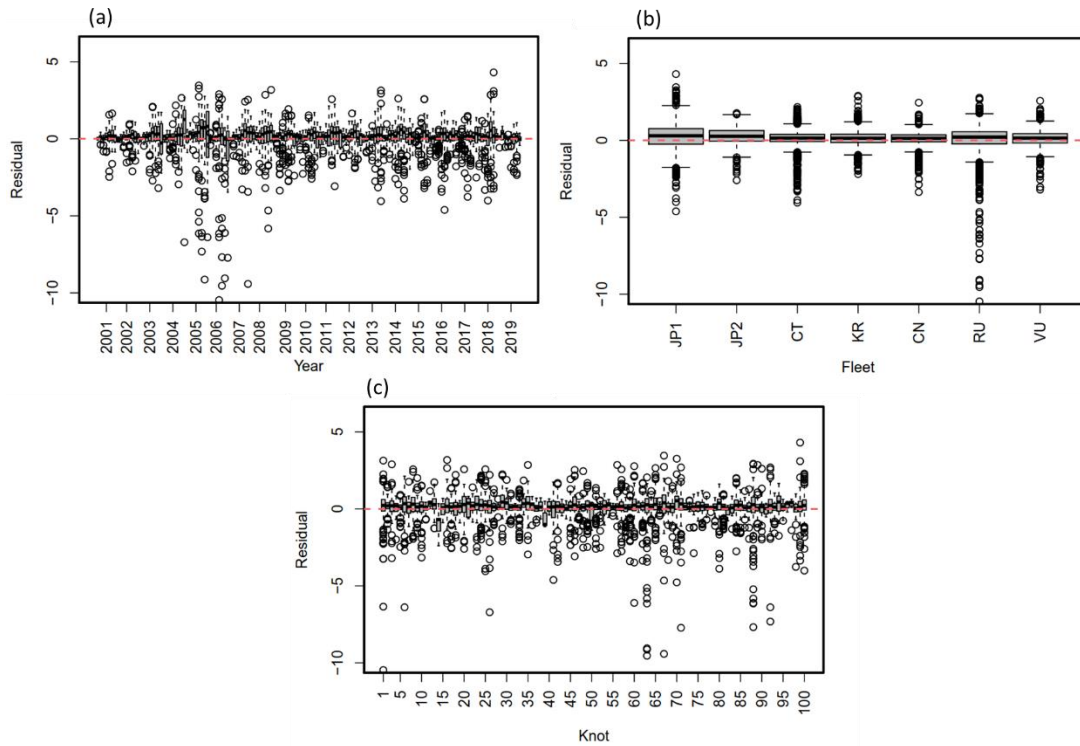 (a)
5
0
−5
−10
Residual
2001 2002 2003 2004 2005 2006 2007 2008 2009 2010 2011 2012 2013 2014 2015 2016 2017 2018 2019
Year
(b)
5
0
−5
−10
Residual
JP1 JP2 CT KR CN RU VU
Fleet
(c)
5
0
−5
−10
Residual
1 5 10 15 20 25 30 35 40 45 50 55 60 65 70 75 80 85 90 95 100
Knot